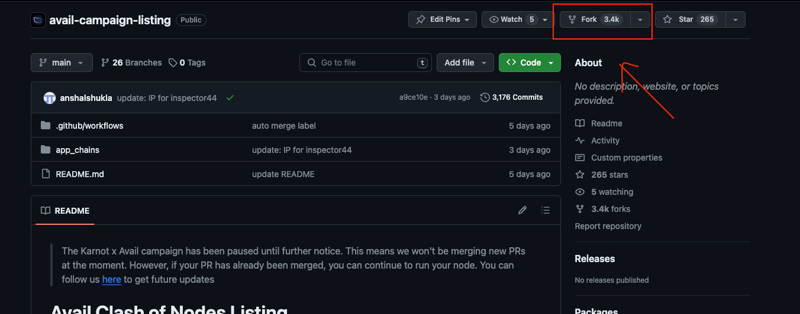 avail-campaign-listing Public Edit Pins Watch 5 Fork 3.4k Star 265
main 26 Branches 0 Tags Go to file t Add file Code
anshalshukla update: IP for inspector44 a9ce10e · 3 days ago 3,176 Commits
.github/workflows auto merge label 5 days ago
app_chains update: IP for inspector44 3 days ago
README.md update README 5 days ago
README
The Karnot x Avail campaign has been paused until further notice. This means we won't be merging new PRs
at the moment. However, if your PR has already been merged, you can continue to run your node. You can
follow us here to get future updates
Avail Clash of Nodes Listing
About
No description, website, or topics
provided.
Readme
Activity
Custom properties
265 stars
5 watching
3.4k forks
Report repository
Releases
No releases published
Packages